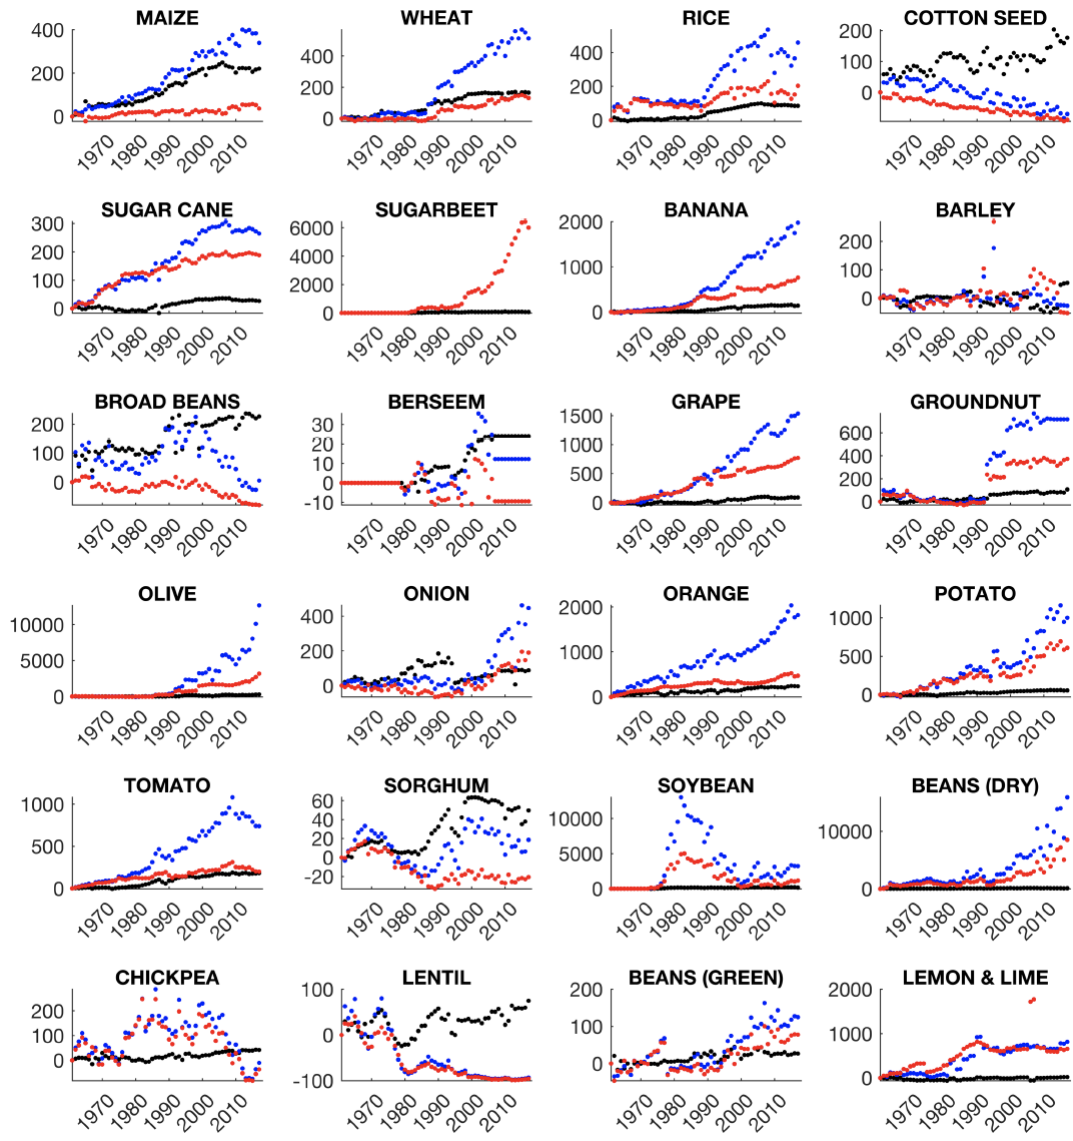 MAIZE WHEAT RICE COTTON SEED
400 200 0
600 400 200 0
500 400 300 200 100 0
200 100 0
1970 1980 1990 2000 2010 1970 1980 1990 2000 2010 1970 1980 1990 2000 2010 1970 1980 1990 2000 2010
SUGAR CANE SUGARBEET BANANA BARLEY
300 200 100 0
6000 4000 2000 0
2000 1000 0
200 100 0
1970 1980 1990 2000 2010 1970 1980 1990 2000 2010 1970 1980 1990 2000 2010 1970 1980 1990 2000 2010
BROAD BEANS BERSEEM GRAPE GROUNDNUT
200 100 0
30 20 10 0 -10
1500 1000 500 0
600 400 200 0
1970 1980 1990 2000 2010 1970 1980 1990 2000 2010 1970 1980 1990 2000 2010 1970 1980 1990 2000 2010
OLIVE ONION ORANGE POTATO
10000 5000 0
400 200 0
2000 1000 0
1000 500 0
1970 1980 1990 2000 2010 1970 1980 1990 2000 2010 1970 1980 1990 2000 2010 1970 1980 1990 2000 2010
TOMATO SORGHUM SOYBEAN BEANS (DRY)
1000 500 0
60 40 20 0 -20
10000 5000 0
10000 0
1970 1980 1990 2000 2010 1970 1980 1990 2000 2010 1970 1980 1990 2000 2010 1970 1980 1990 2000 2010
CHICKPEA LENTIL BEANS (GREEN) LEMON & LIME
200 100 0
100 0 -100
200 150 100 50 0
2000 1000 0
1970 1980 1990 2000 2010 1970 1980 1990 2000 2010 1970 1980 1990 2000 2010 1970 1980 1990 2000 2010